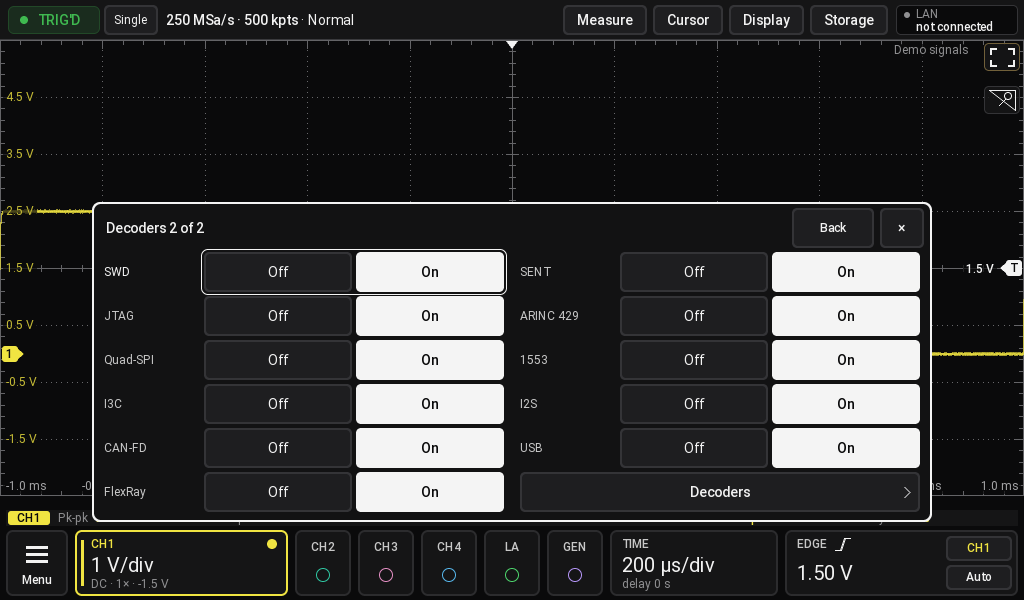 TRIG'D
Single
250 MSa/s · 500 kpts · Normal
Measure
Cursor
Display
Storage
LAN
not connected
Demo signals
4.5 V
3.5 V
2.5 V
1.5 V
0.5 V
-0.5 V
-1.5 V
1
1.5 V
T
-1.0 ms
1.0 ms
Decoders 2 of 2
Back
×
SWD Off On
SENT Off On
JTAG Off On
ARINC 429 Off On
Quad-SPI Off On
1553 Off On
I3C Off On
I2S Off On
CAN-FD Off On
USB Off On
FlexRay Off On
Decoders
CH1 Pk-pk
Menu
CH1
1 V/div
DC · 1× · -1.5 V
CH2
CH3
CH4
LA
GEN
TIME
200 µs/div
delay 0 s
EDGE
1.50 V
CH1
Auto